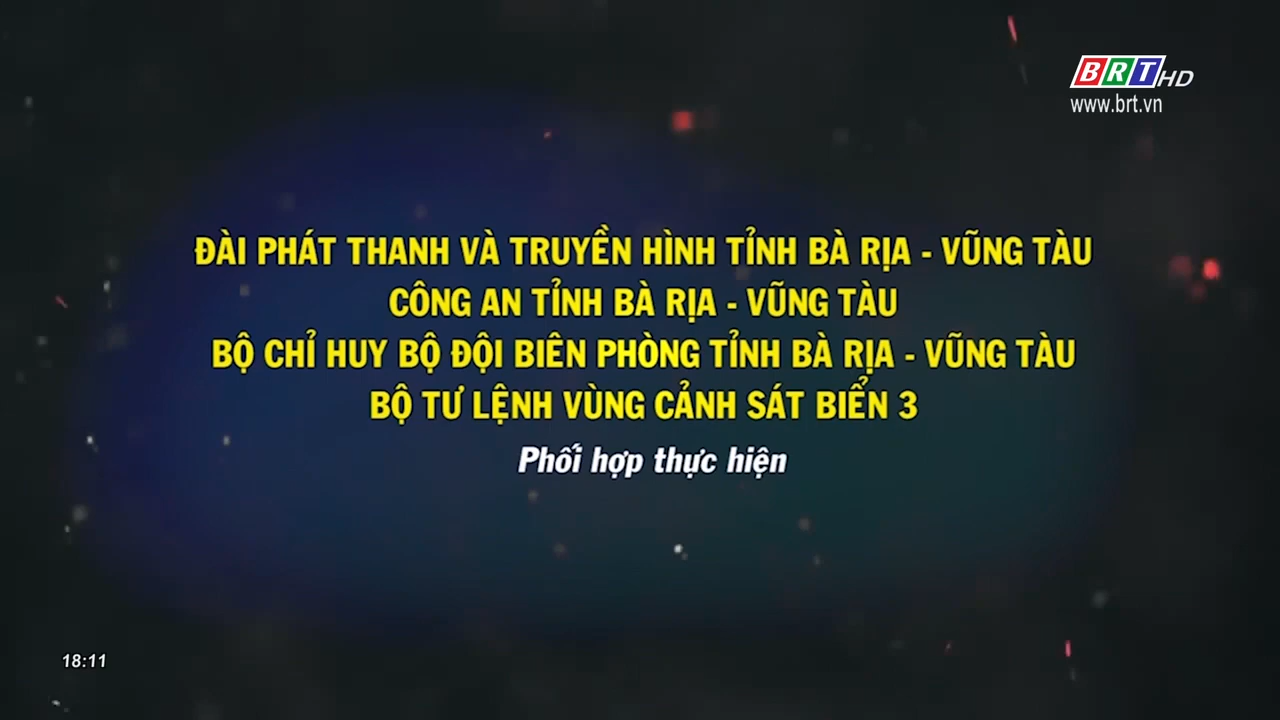 BRT HD
www.brt.vn
ĐÀI PHÁT THANH VÀ TRUYỀN HÌNH TỈNH BÀ RỊA - VŨNG TÀU
CÔNG AN TỈNH BÀ RỊA - VŨNG TÀU
BỘ CHỈ HUY BỘ ĐỘI BIÊN PHÒNG TỈNH BÀ RỊA - VŨNG TÀU
BỘ TƯ LỆNH VÙNG CẢNH SÁT BIỂN 3
Phối hợp thực hiện
18:11